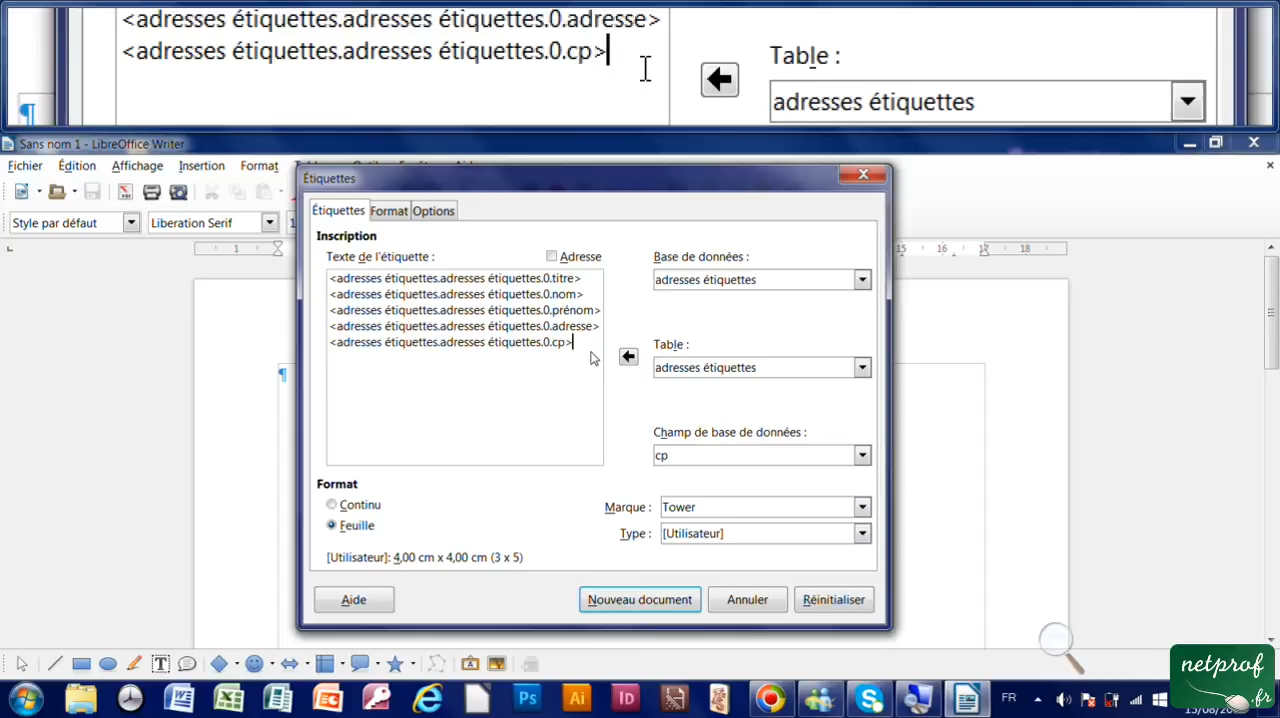 <adresses étiquettes.adresses étiquettes.0.adresse>
<adresses étiquettes.adresses étiquettes.0.cp>
Table :
adresses étiquettes
Sans nom 1 - LibreOffice Writer
Fichier Édition Affichage Insertion Format
Étiquettes
Style par défaut Liberation Serif
Étiquettes Format Options
Inscription
Texte de l'étiquette : Adresse
<adresses étiquettes.adresses étiquettes.0.titre>
<adresses étiquettes.adresses étiquettes.0.nom>
<adresses étiquettes.adresses étiquettes.0.prénom>
<adresses étiquettes.adresses étiquettes.0.adresse>
<adresses étiquettes.adresses étiquettes.0.cp>
Base de données :
adresses étiquettes
Table :
adresses étiquettes
Champ de base de données :
cp
1 15 16 17 18
Format
Continu
Feuille
Marque : Tower
Type : [Utilisateur]
[Utilisateur]: 4,00 cm x 4,00 cm (3 x 5)
Aide Nouveau document Annuler Réinitialiser
FR
netprof
.fr